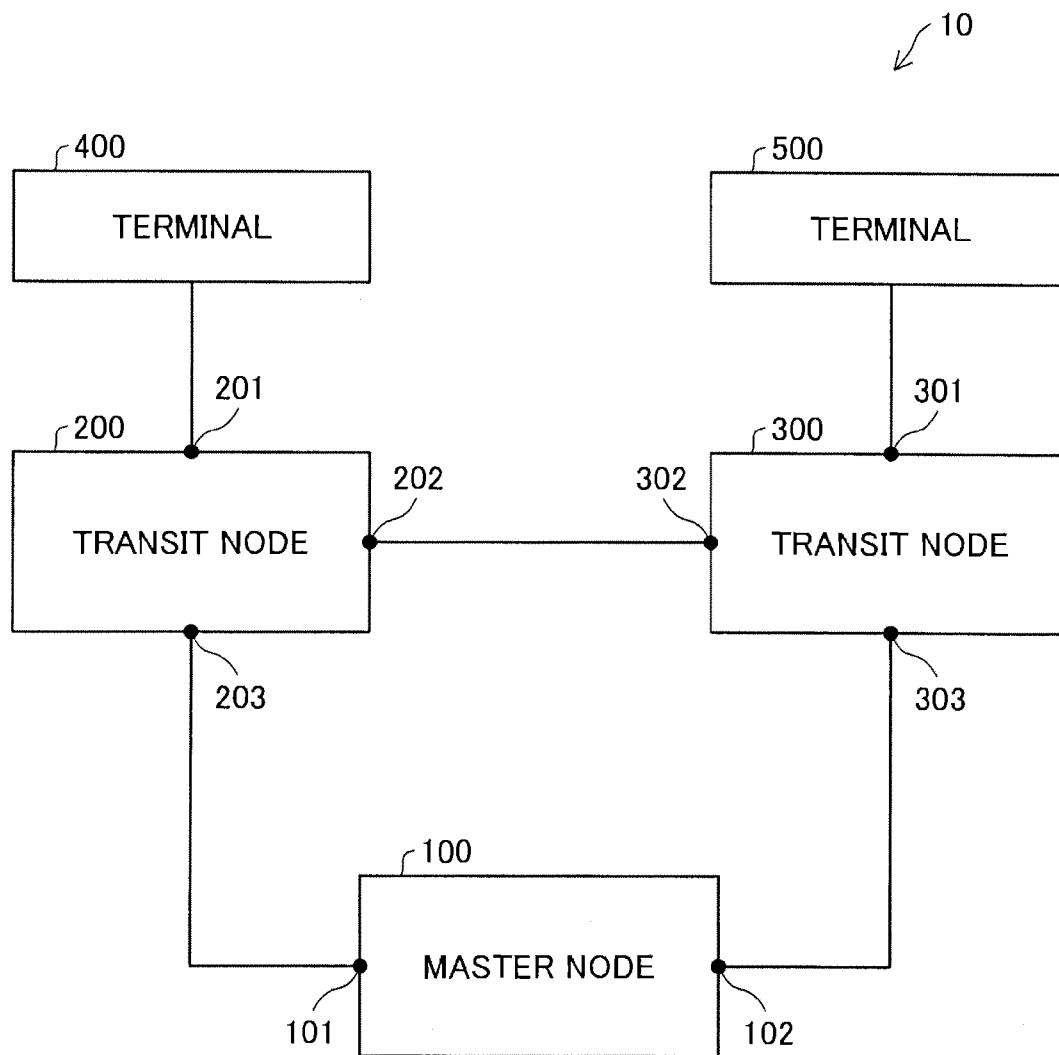 10
400
500
TERMINAL
TERMINAL
201
301
200
300
202
302
TRANSIT NODE
TRANSIT NODE
203
303
100
MASTER NODE
101
102